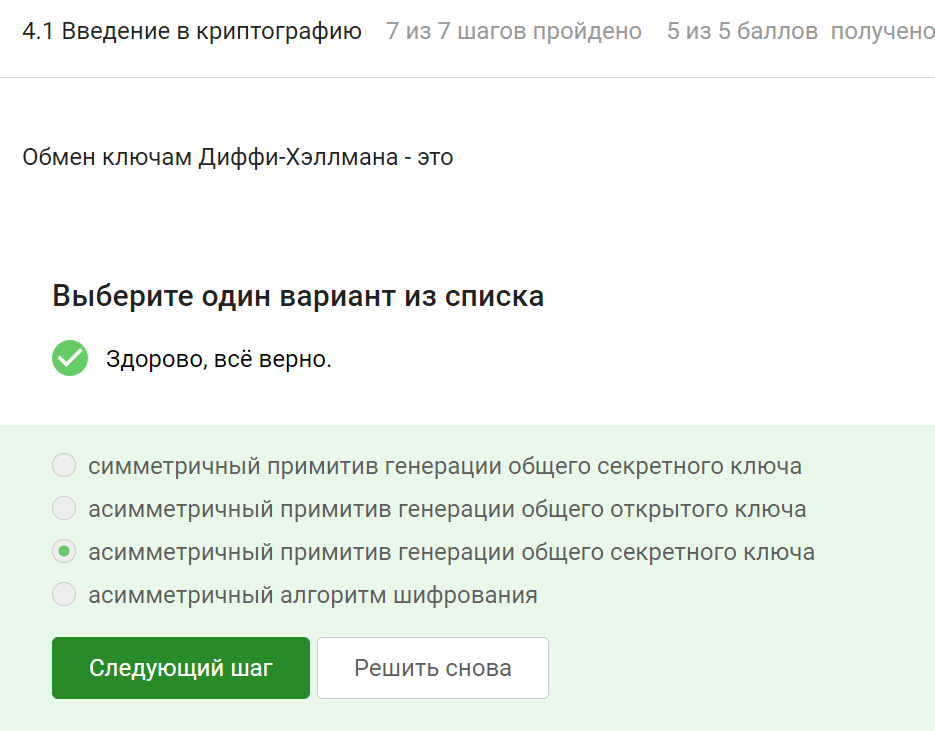 4.1 Введение в криптографию 7 из 7 шагов пройдено 5 из 5 баллов получено
Обмен ключам Диффи-Хэллмана - это
Выберите один вариант из списка
Здорово, всё верно.
симметричный примитив генерации общего секретного ключа
асимметричный примитив генерации общего открытого ключа
асимметричный примитив генерации общего секретного ключа
асимметричный алгоритм шифрования
Следующий шаг Решить снова